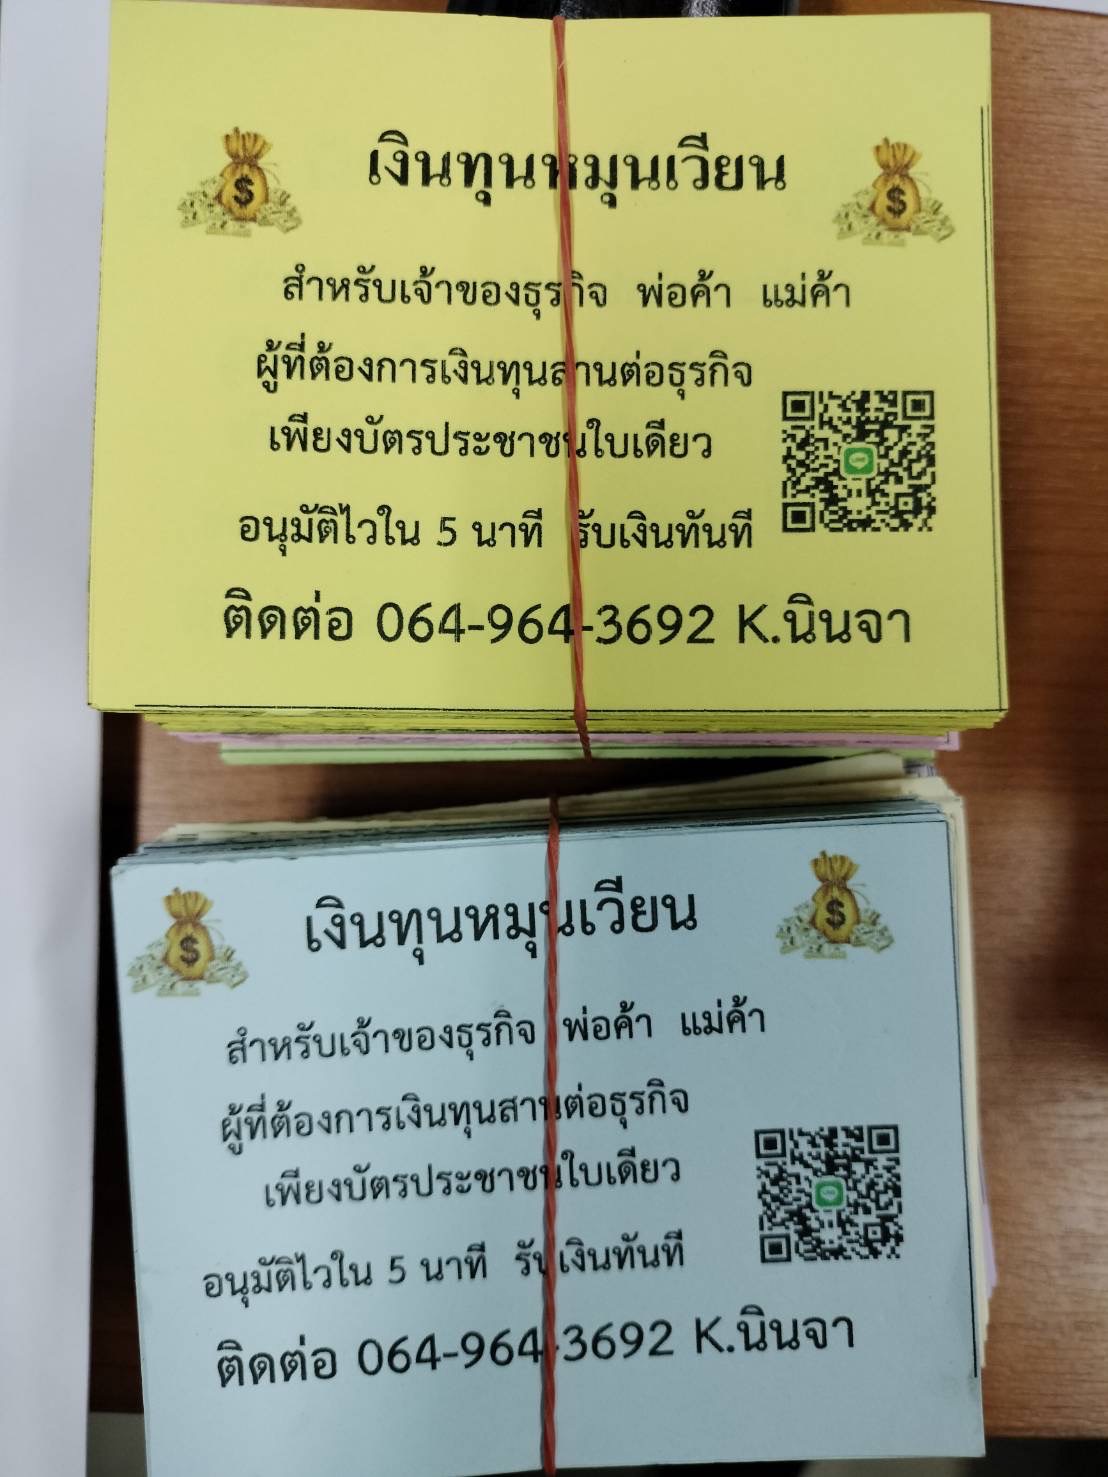 เงินทุนหมุนเวียน
$ $
สำหรับเจ้าของธุรกิจ พ่อค้า แม่ค้า
ผู้ที่ต้องการเงินทุนสานต่อธุรกิจ
เพียงบัตรประชาชนใบเดียว
อนุมัติไวใน 5 นาที รับเงินทันที
ติดต่อ 064-964-3692 K.นินจา
เงินทุนหมุนเวียน
$ $
สำหรับเจ้าของธุรกิจ พ่อค้า แม่ค้า
ผู้ที่ต้องการเงินทุนสานต่อธุรกิจ
เพียงบัตรประชาชนใบเดียว
อนุมัติไวใน 5 นาที รับเงินทันที
ติดต่อ 064-964-3692 K.นินจา